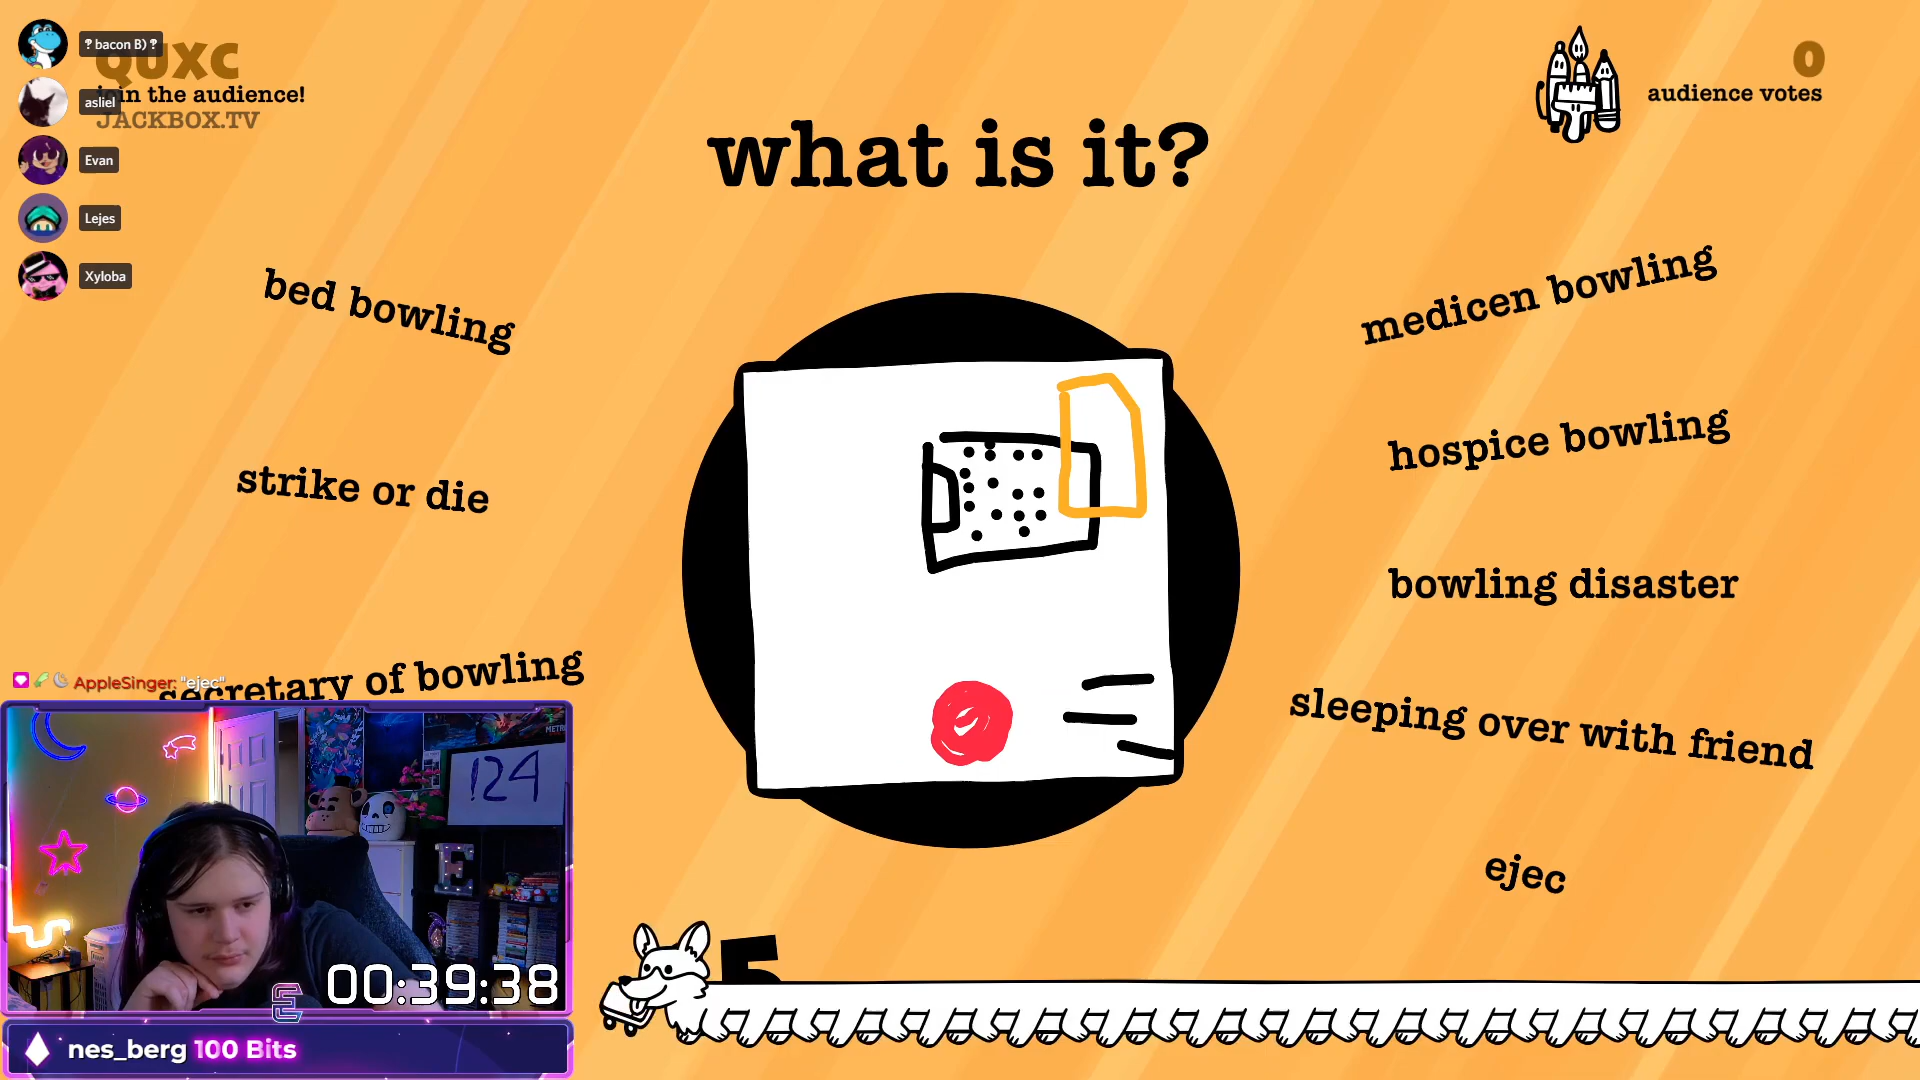 ? bacon B) ?
QUXC
join the audience!
JACKBOX.TV
asliel
Evan
Lejes
Xyloba
0
audience votes
what is it?
bed bowling
strike or die
secretary of bowling
medicen bowling
hospice bowling
bowling disaster
sleeping over with friend
ejec
AppleSinger: "ejec"
!24
E
00:39:38
5
nes_berg 100 Bits